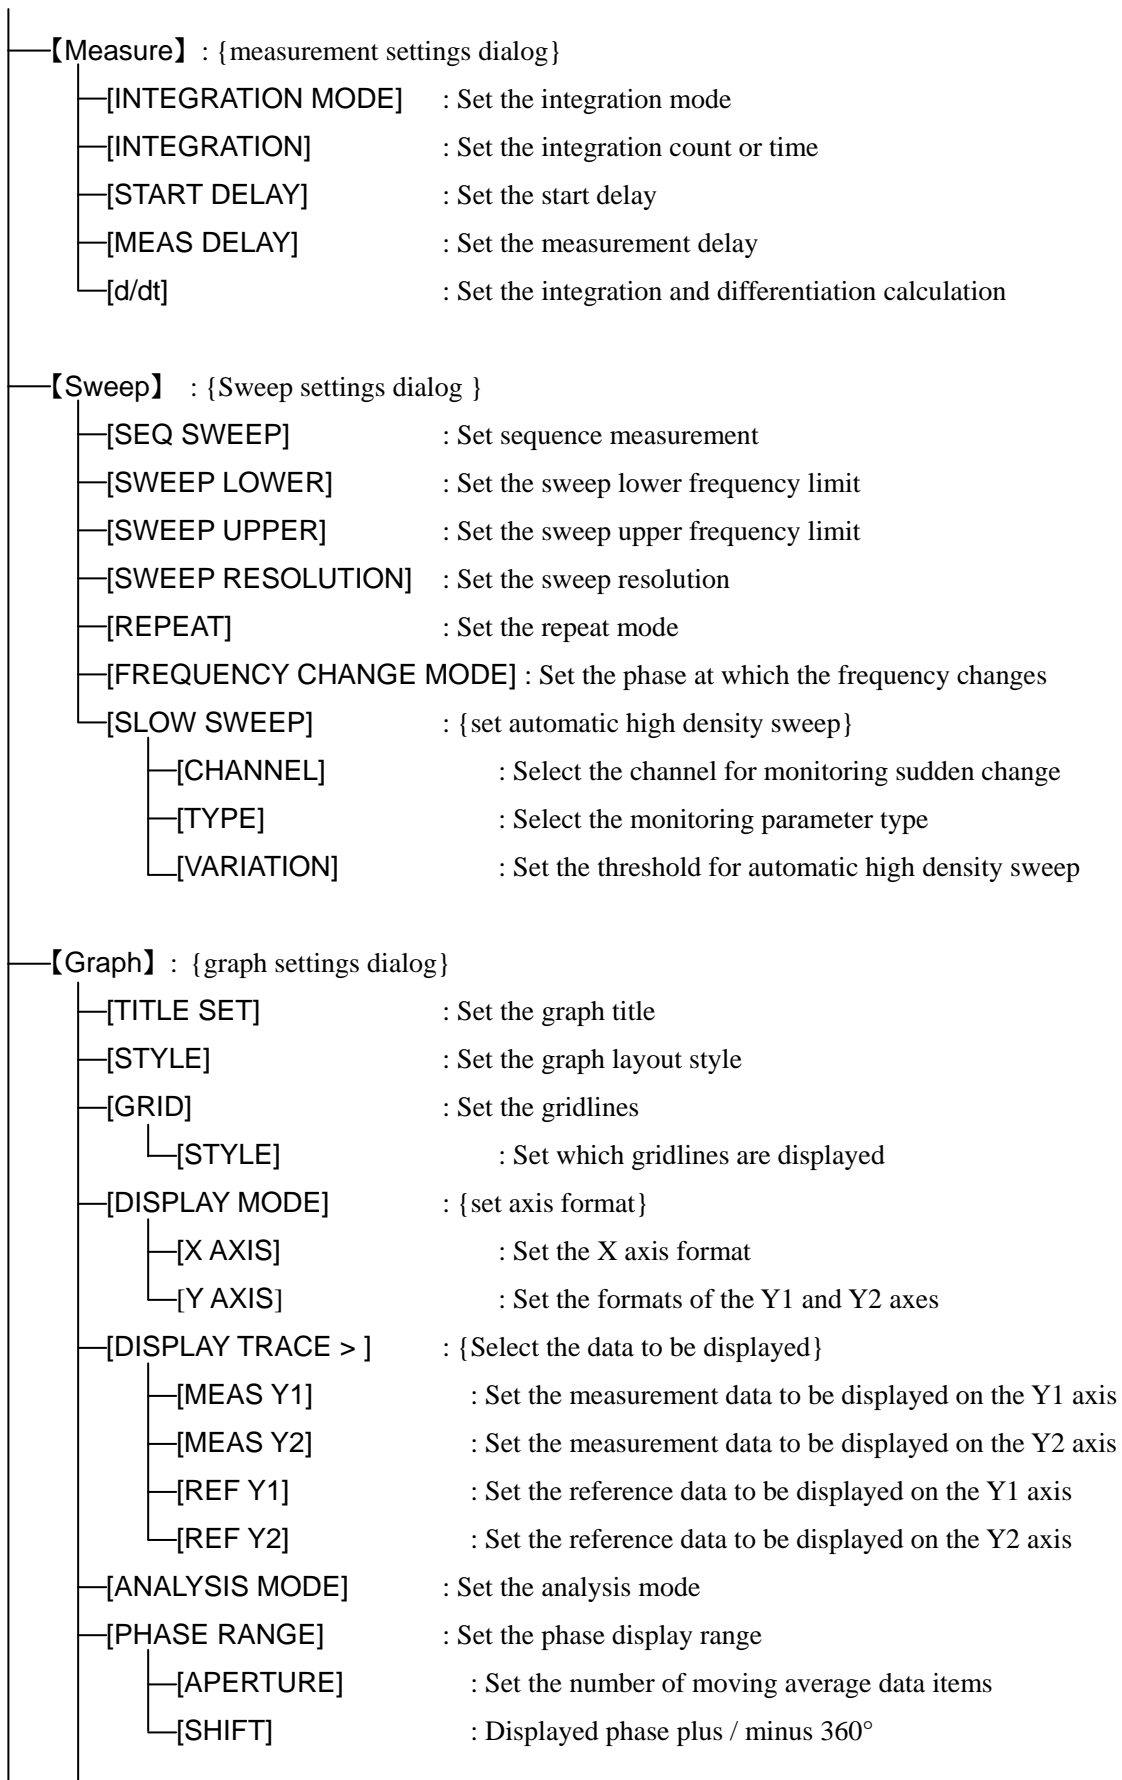 【Measure】 : {measurement settings dialog}
[INTEGRATION MODE] : Set the integration mode
[INTEGRATION] : Set the integration count or time
[START DELAY] : Set the start delay
[MEAS DELAY] : Set the measurement delay
[d/dt] : Set the integration and differentiation calculation
【Sweep】 : {Sweep settings dialog }
[SEQ SWEEP] : Set sequence measurement
[SWEEP LOWER] : Set the sweep lower frequency limit
[SWEEP UPPER] : Set the sweep upper frequency limit
[SWEEP RESOLUTION] : Set the sweep resolution
[REPEAT] : Set the repeat mode
[FREQUENCY CHANGE MODE] : Set the phase at which the frequency changes
[SLOW SWEEP] : {set automatic high density sweep}
[CHANNEL] : Select the channel for monitoring sudden change
[TYPE] : Select the monitoring parameter type
[VARIATION] : Set the threshold for automatic high density sweep
【Graph】 : {graph settings dialog}
[TITLE SET] : Set the graph title
[STYLE] : Set the graph layout style
[GRID] : Set the gridlines
[STYLE] : Set which gridlines are displayed
[DISPLAY MODE] : {set axis format}
[X AXIS] : Set the X axis format
[Y AXIS] : Set the formats of the Y1 and Y2 axes
[DISPLAY TRACE > ] : {Select the data to be displayed}
[MEAS Y1] : Set the measurement data to be displayed on the Y1 axis
[MEAS Y2] : Set the measurement data to be displayed on the Y2 axis
[REF Y1] : Set the reference data to be displayed on the Y1 axis
[REF Y2] : Set the reference data to be displayed on the Y2 axis
[ANALYSIS MODE] : Set the analysis mode
[PHASE RANGE] : Set the phase display range
[APERTURE] : Set the number of moving average data items
[SHIFT] : Displayed phase plus / minus 360°